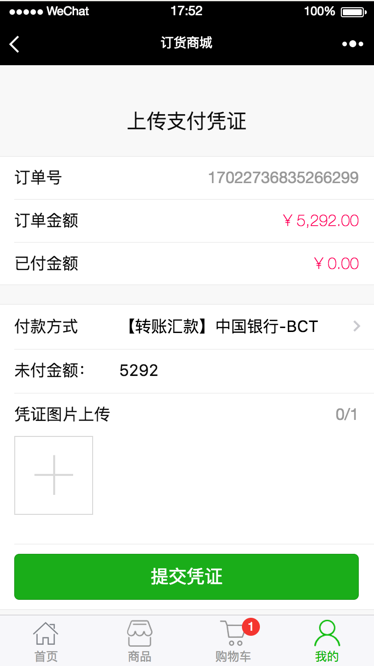 WeChat 17:52 100%
订货商城
上传支付凭证
订单号 17022736835266299
订单金额 ¥ 5,292.00
已付金额 ¥ 0.00
付款方式 【转账汇款】中国银行-BCT
未付金额: 5292
凭证图片上传 0/1
提交凭证
1
首页 商品 购物车 我的